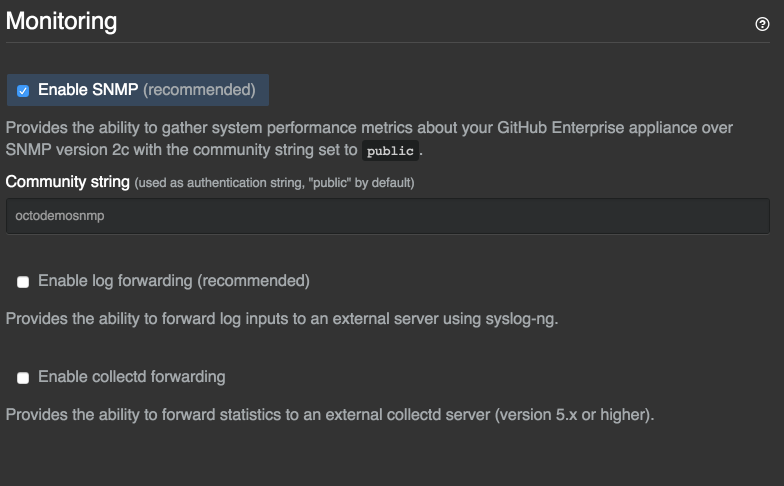 Monitoring
Enable SNMP (recommended)
Provides the ability to gather system performance metrics about your GitHub Enterprise appliance over
SNMP version 2c with the community string set to public.
Community string (used as authentication string, "public" by default)
octodemosnmp
Enable log forwarding (recommended)
Provides the ability to forward log inputs to an external server using syslog-ng.
Enable collectd forwarding
Provides the ability to forward statistics to an external collectd server (version 5.x or higher).